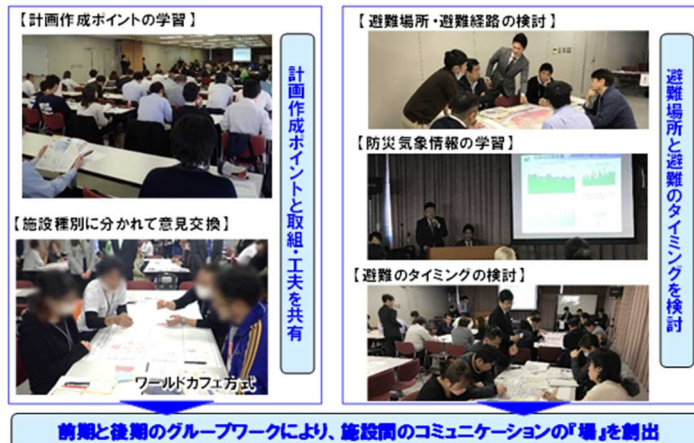 【計画作成ポイントの学習】
【施設種別に分かれて意見交換】
ワールドカフェ方式
計画作成ポイントと取組・工夫を共有
【避難場所・避難経路の検討】
【防災気象情報の学習】
【避難のタイミングの検討】
避難場所と避難のタイミングを検討
前期と後期のグループワークにより、施設間のコミュニケーションの『場』を創出